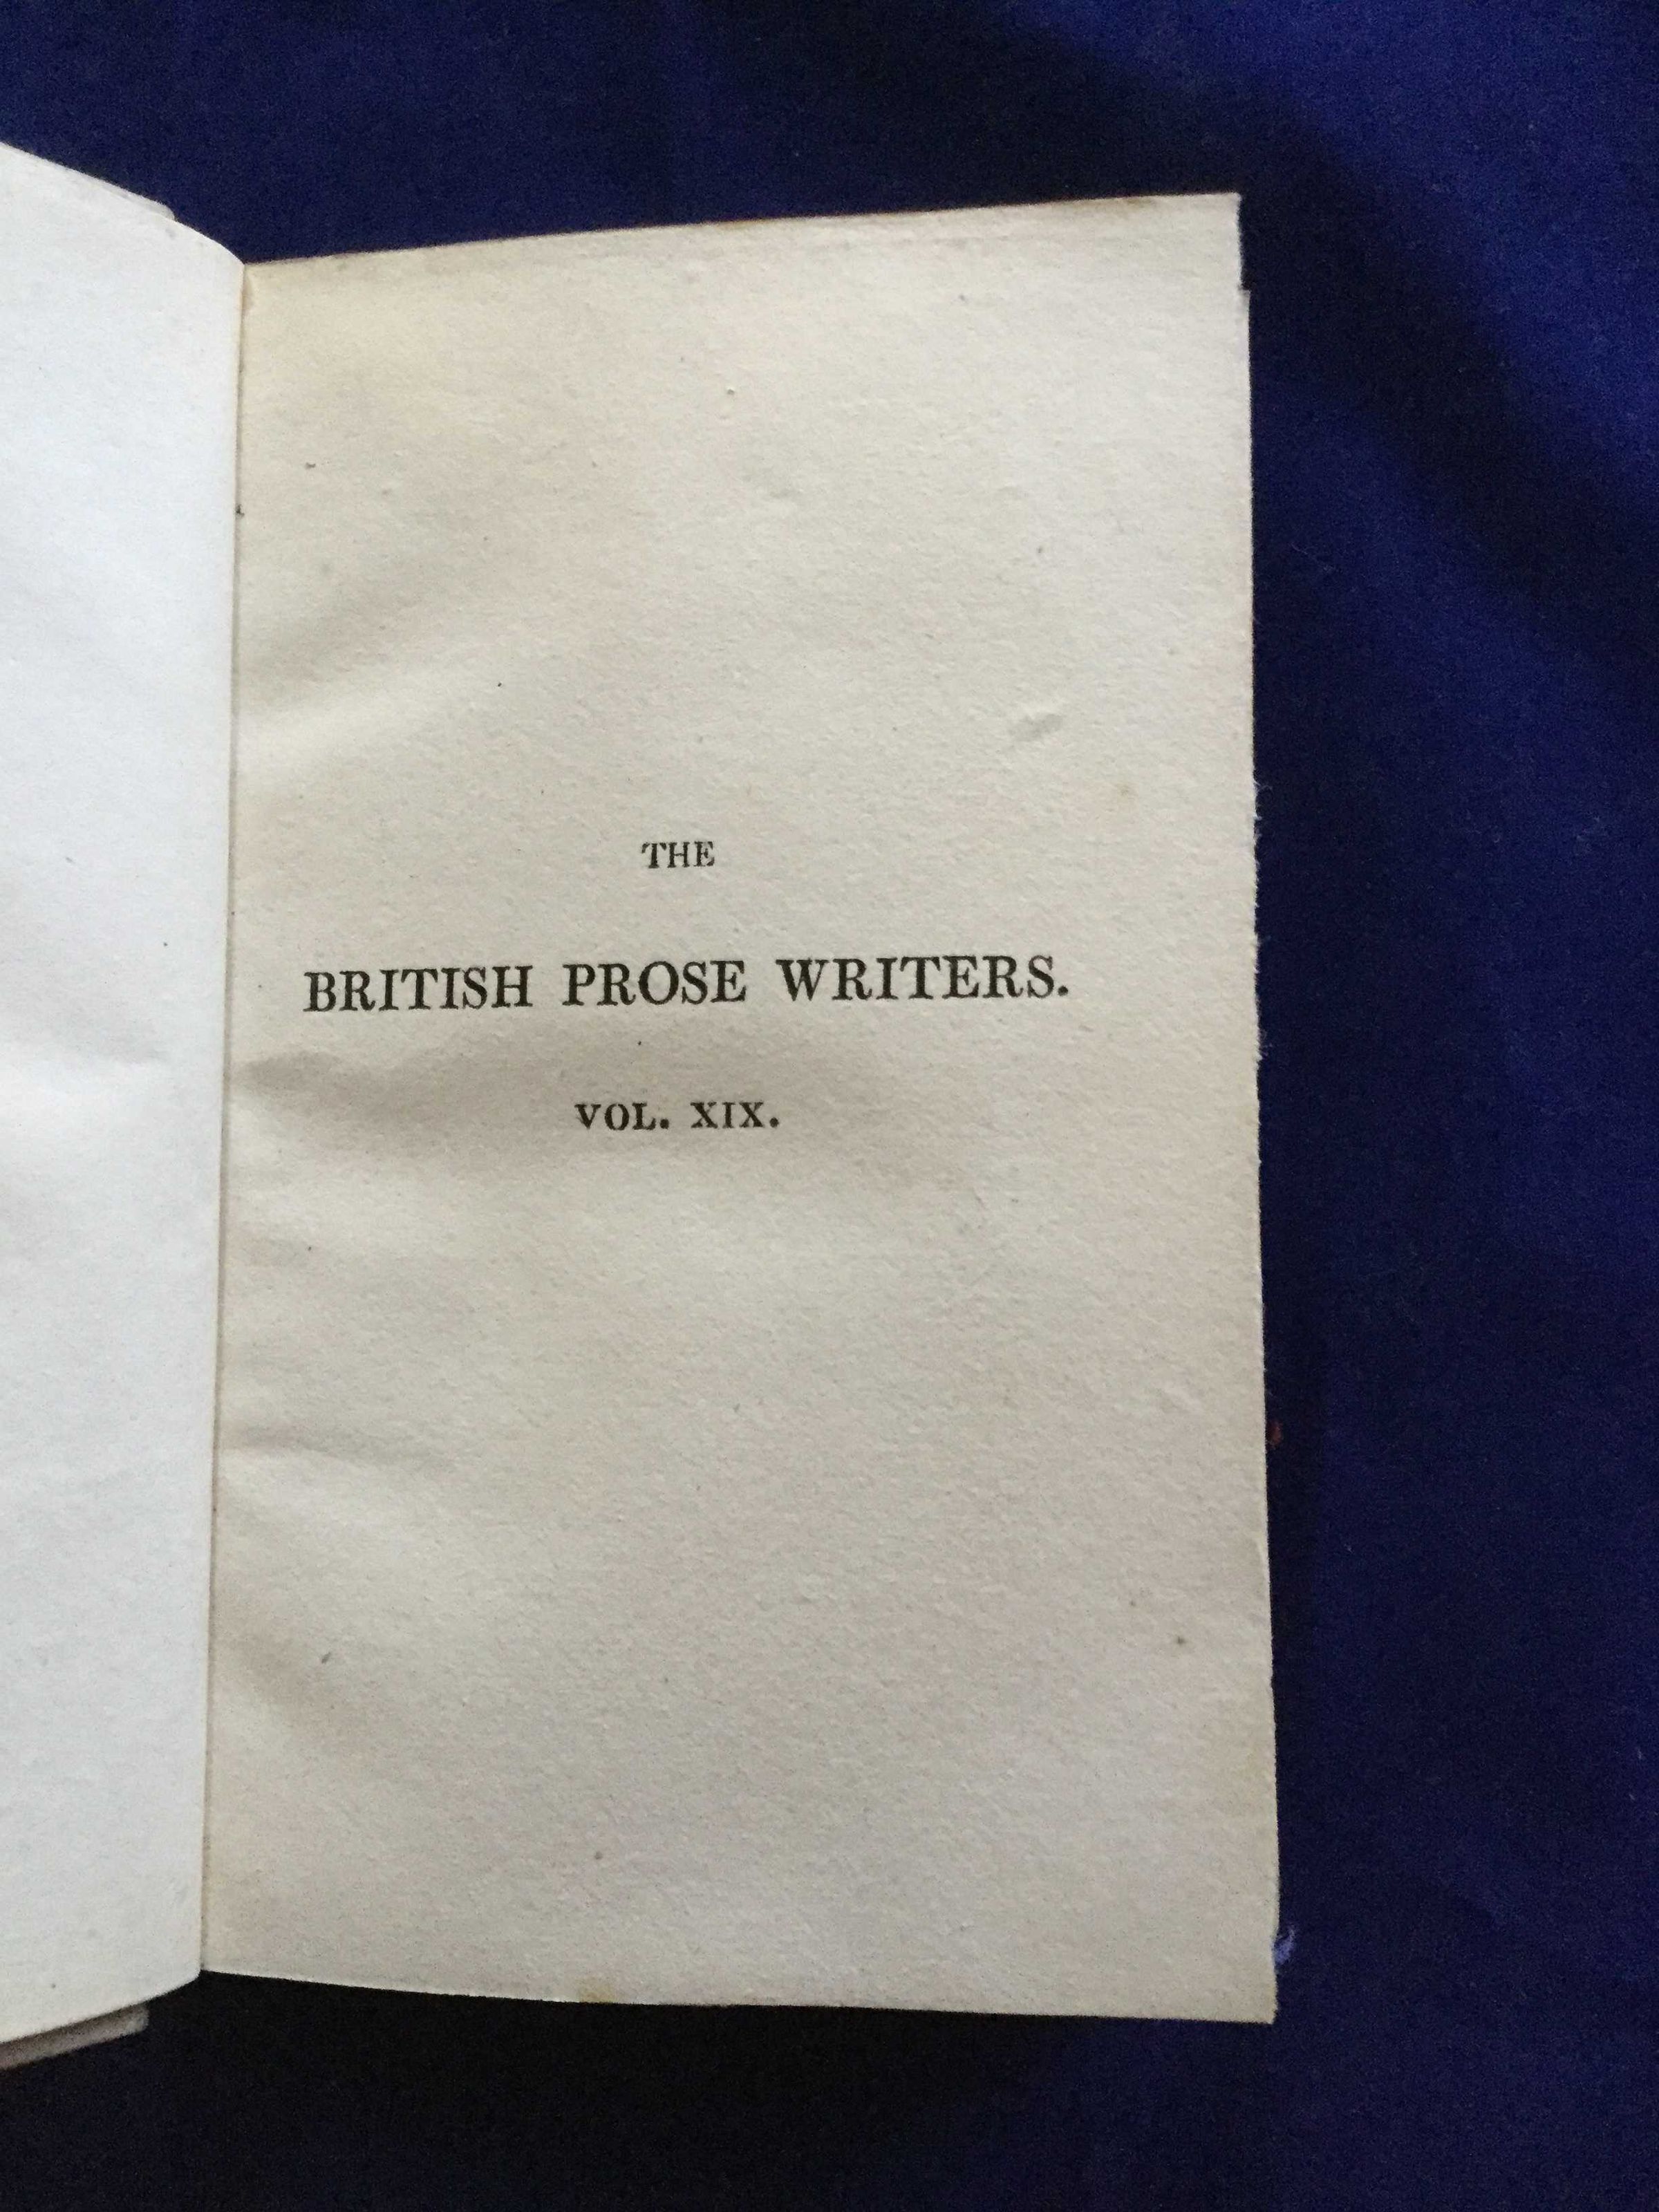 THE
BRITISH PROSE WRITERS.
VOL. XIX.